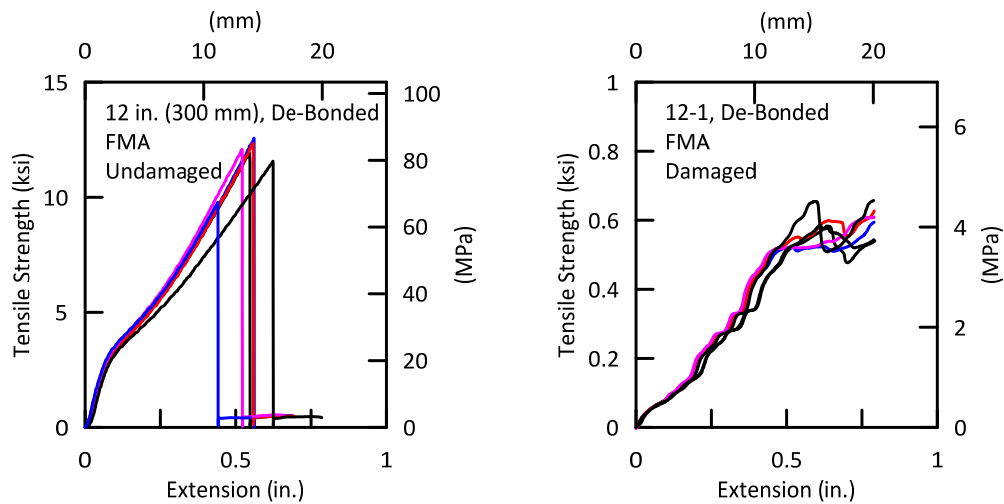 (mm)
0 10 20
15
10
5
0
Tensile Strength (ksi)
12 in. (300 mm), De-Bonded
FMA
Undamaged
100
80
60
40
20
0
(MPa)
0 0.5 1
Extension (in.)
(mm)
0 10 20
1
0.8
0.6
0.4
0.2
0
Tensile Strength (ksi)
12-1, De-Bonded
FMA
Damaged
6
4
2
0
(MPa)
0 0.5 1
Extension (in.)